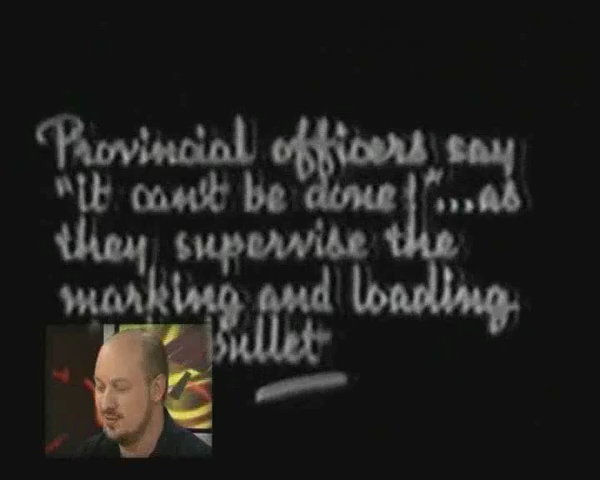 Provincial officers say
"it can't be done!"...as
they supervise the
marking and loading
bullet